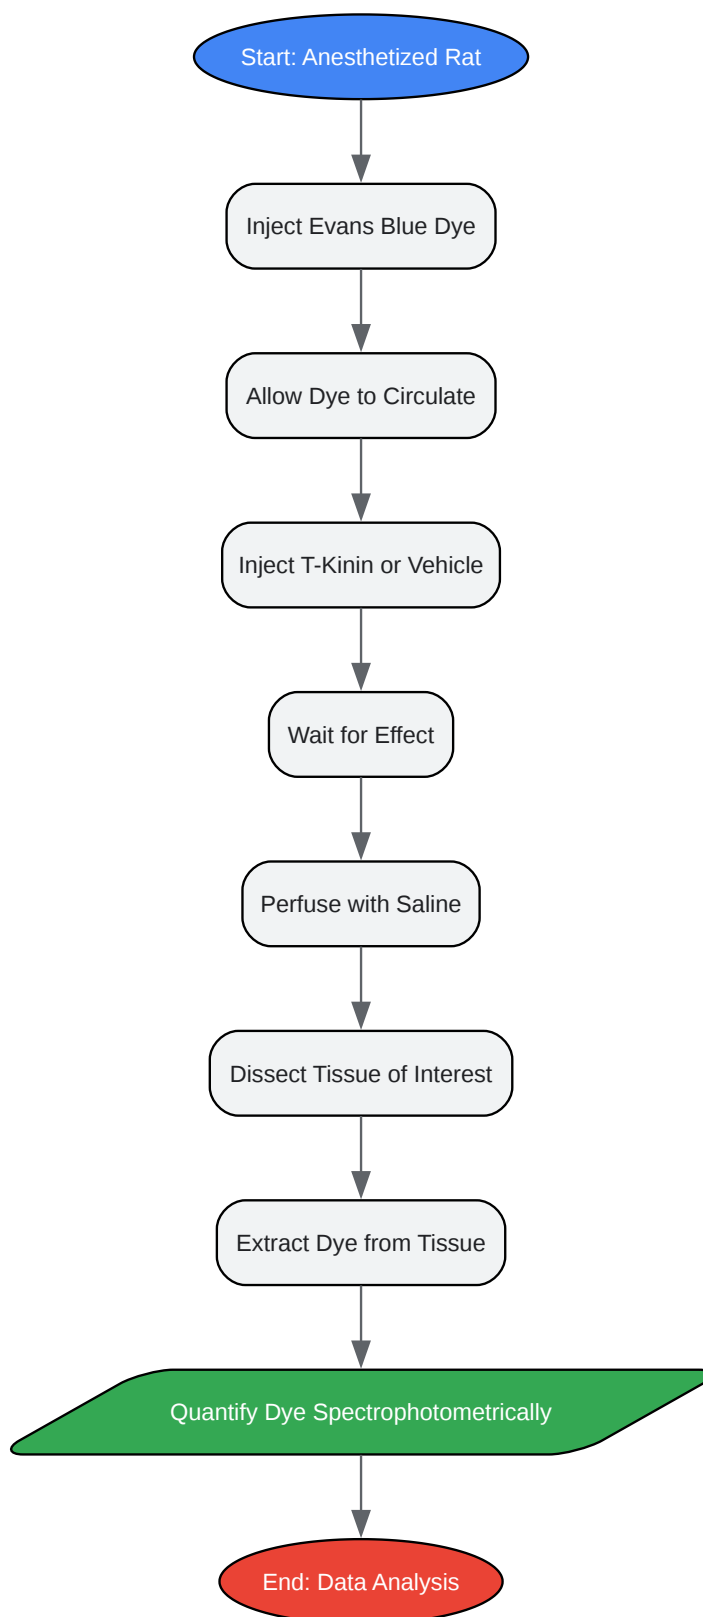 Start: Anesthetized Rat
Inject Evans Blue Dye
Allow Dye to Circulate
Inject T-Kinin or Vehicle
Wait for Effect
Perfuse with Saline
Dissect Tissue of Interest
Extract Dye from Tissue
Quantify Dye Spectrophotometrically
End: Data Analysis